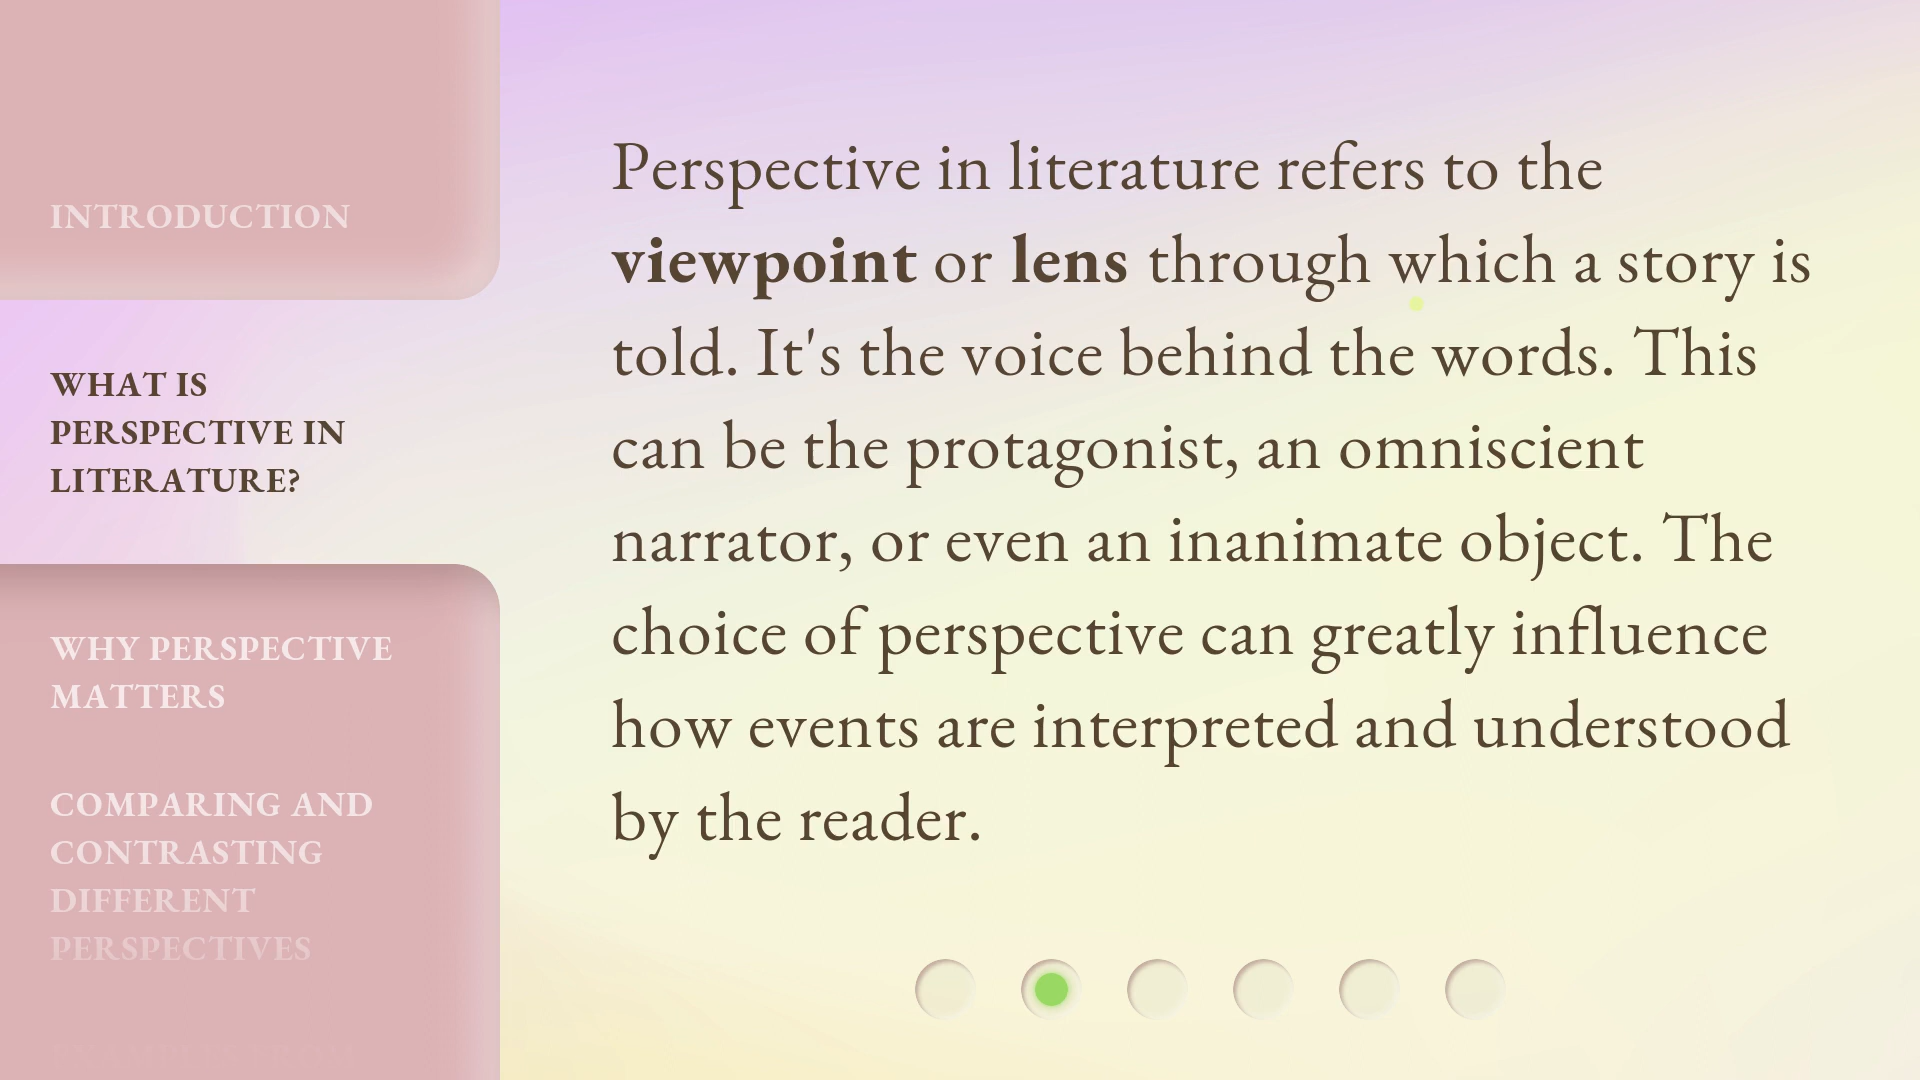 INTRODUCTION
WHAT IS
PERSPECTIVE IN
LITERATURE?
WHY PERSPECTIVE
MATTERS
COMPARING AND
CONTRASTING
DIFFERENT
PERSPECTIVES
Perspective in literature refers to the
viewpoint or lens through which a story is
told. It's the voice behind the words. This
can be the protagonist, an omniscient
narrator, or even an inanimate object. The
choice of perspective can greatly influence
how events are interpreted and understood
by the reader.